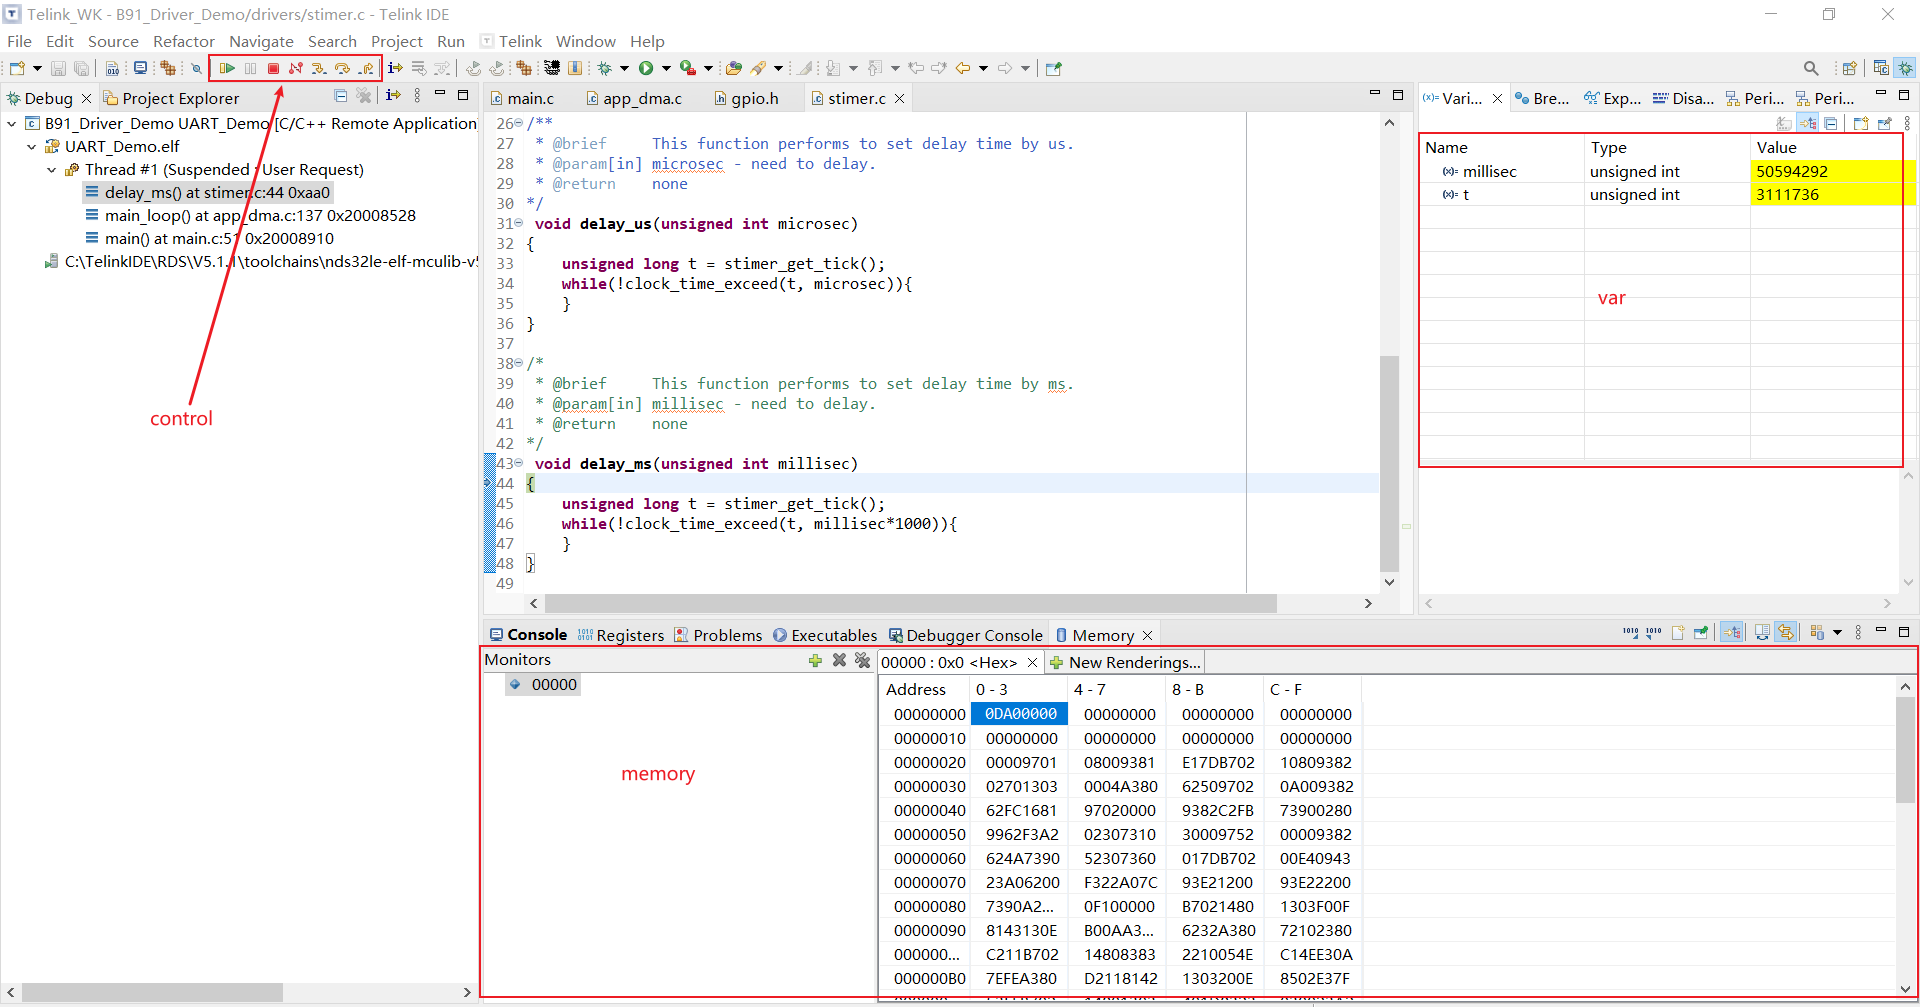 Telink_WK - B91_Driver_Demo/drivers/stimer.c - Telink IDE
File Edit Source Refactor Navigate Search Project Run Telink Window Help
Debug Project Explorer
B91_Driver_Demo UART_Demo [C/C++ Remote Application]
UART_Demo.elf
Thread #1 (Suspended : User Request)
delay_ms() at stimer.c:44 0xaa0
main_loop() at app_dma.c:137 0x20008528
main() at main.c:51 0x20008910
C:\TelinkIDE\RDS\V5.1.1\toolchains\nds32le-elf-mculib-v5
control
main.c app_dma.c gpio.h stimer.c
26 /**
27 * @brief This function performs to set delay time by us.
28 * @param[in] microsec - need to delay.
29 * @return none
30 */
31 void delay_us(unsigned int microsec)
32 {
33 unsigned long t = stimer_get_tick();
34 while(!clock_time_exceed(t, microsec)){
35 }
36 }
37
38 /*
39 * @brief This function performs to set delay time by ms.
40 * @param[in] millisec - need to delay.
41 * @return none
42 */
43 void delay_ms(unsigned int millisec)
44 {
45 unsigned long t = stimer_get_tick();
46 while(!clock_time_exceed(t, millisec*1000)){
47 }
48 }
49
(x)= Vari... Bre... Exp... Disa... Peri... Peri...
Name Type Value
(x)= millisec unsigned int 50594292
(x)= t unsigned int 3111736
var
Console Registers Problems Executables Debugger Console Memory
Monitors
00000
memory
00000 : 0x0 <Hex> New Renderings...
Address 0 - 3 4 - 7 8 - B C - F
00000000 0DA00000 00000000 00000000 00000000
00000010 00000000 00000000 00000000 00000000
00000020 00009701 08009381 E17DB702 10809382
00000030 02701303 0004A380 62509702 0A009382
00000040 62FC1681 97020000 9382C2FB 73900280
00000050 9962F3A2 02307310 30009752 00009382
00000060 624A7390 52307360 017DB702 00E40943
00000070 23A06200 F322A07C 93E21200 93E22200
00000080 7390A2... 0F100000 B7021480 1303F00F
00000090 8143130E B00AA3... 6232A380 72102380
000000... C211B702 14808383 2210054E C14EE30A
000000B0 7EFEA380 D2118142 1303200E 8502E37F